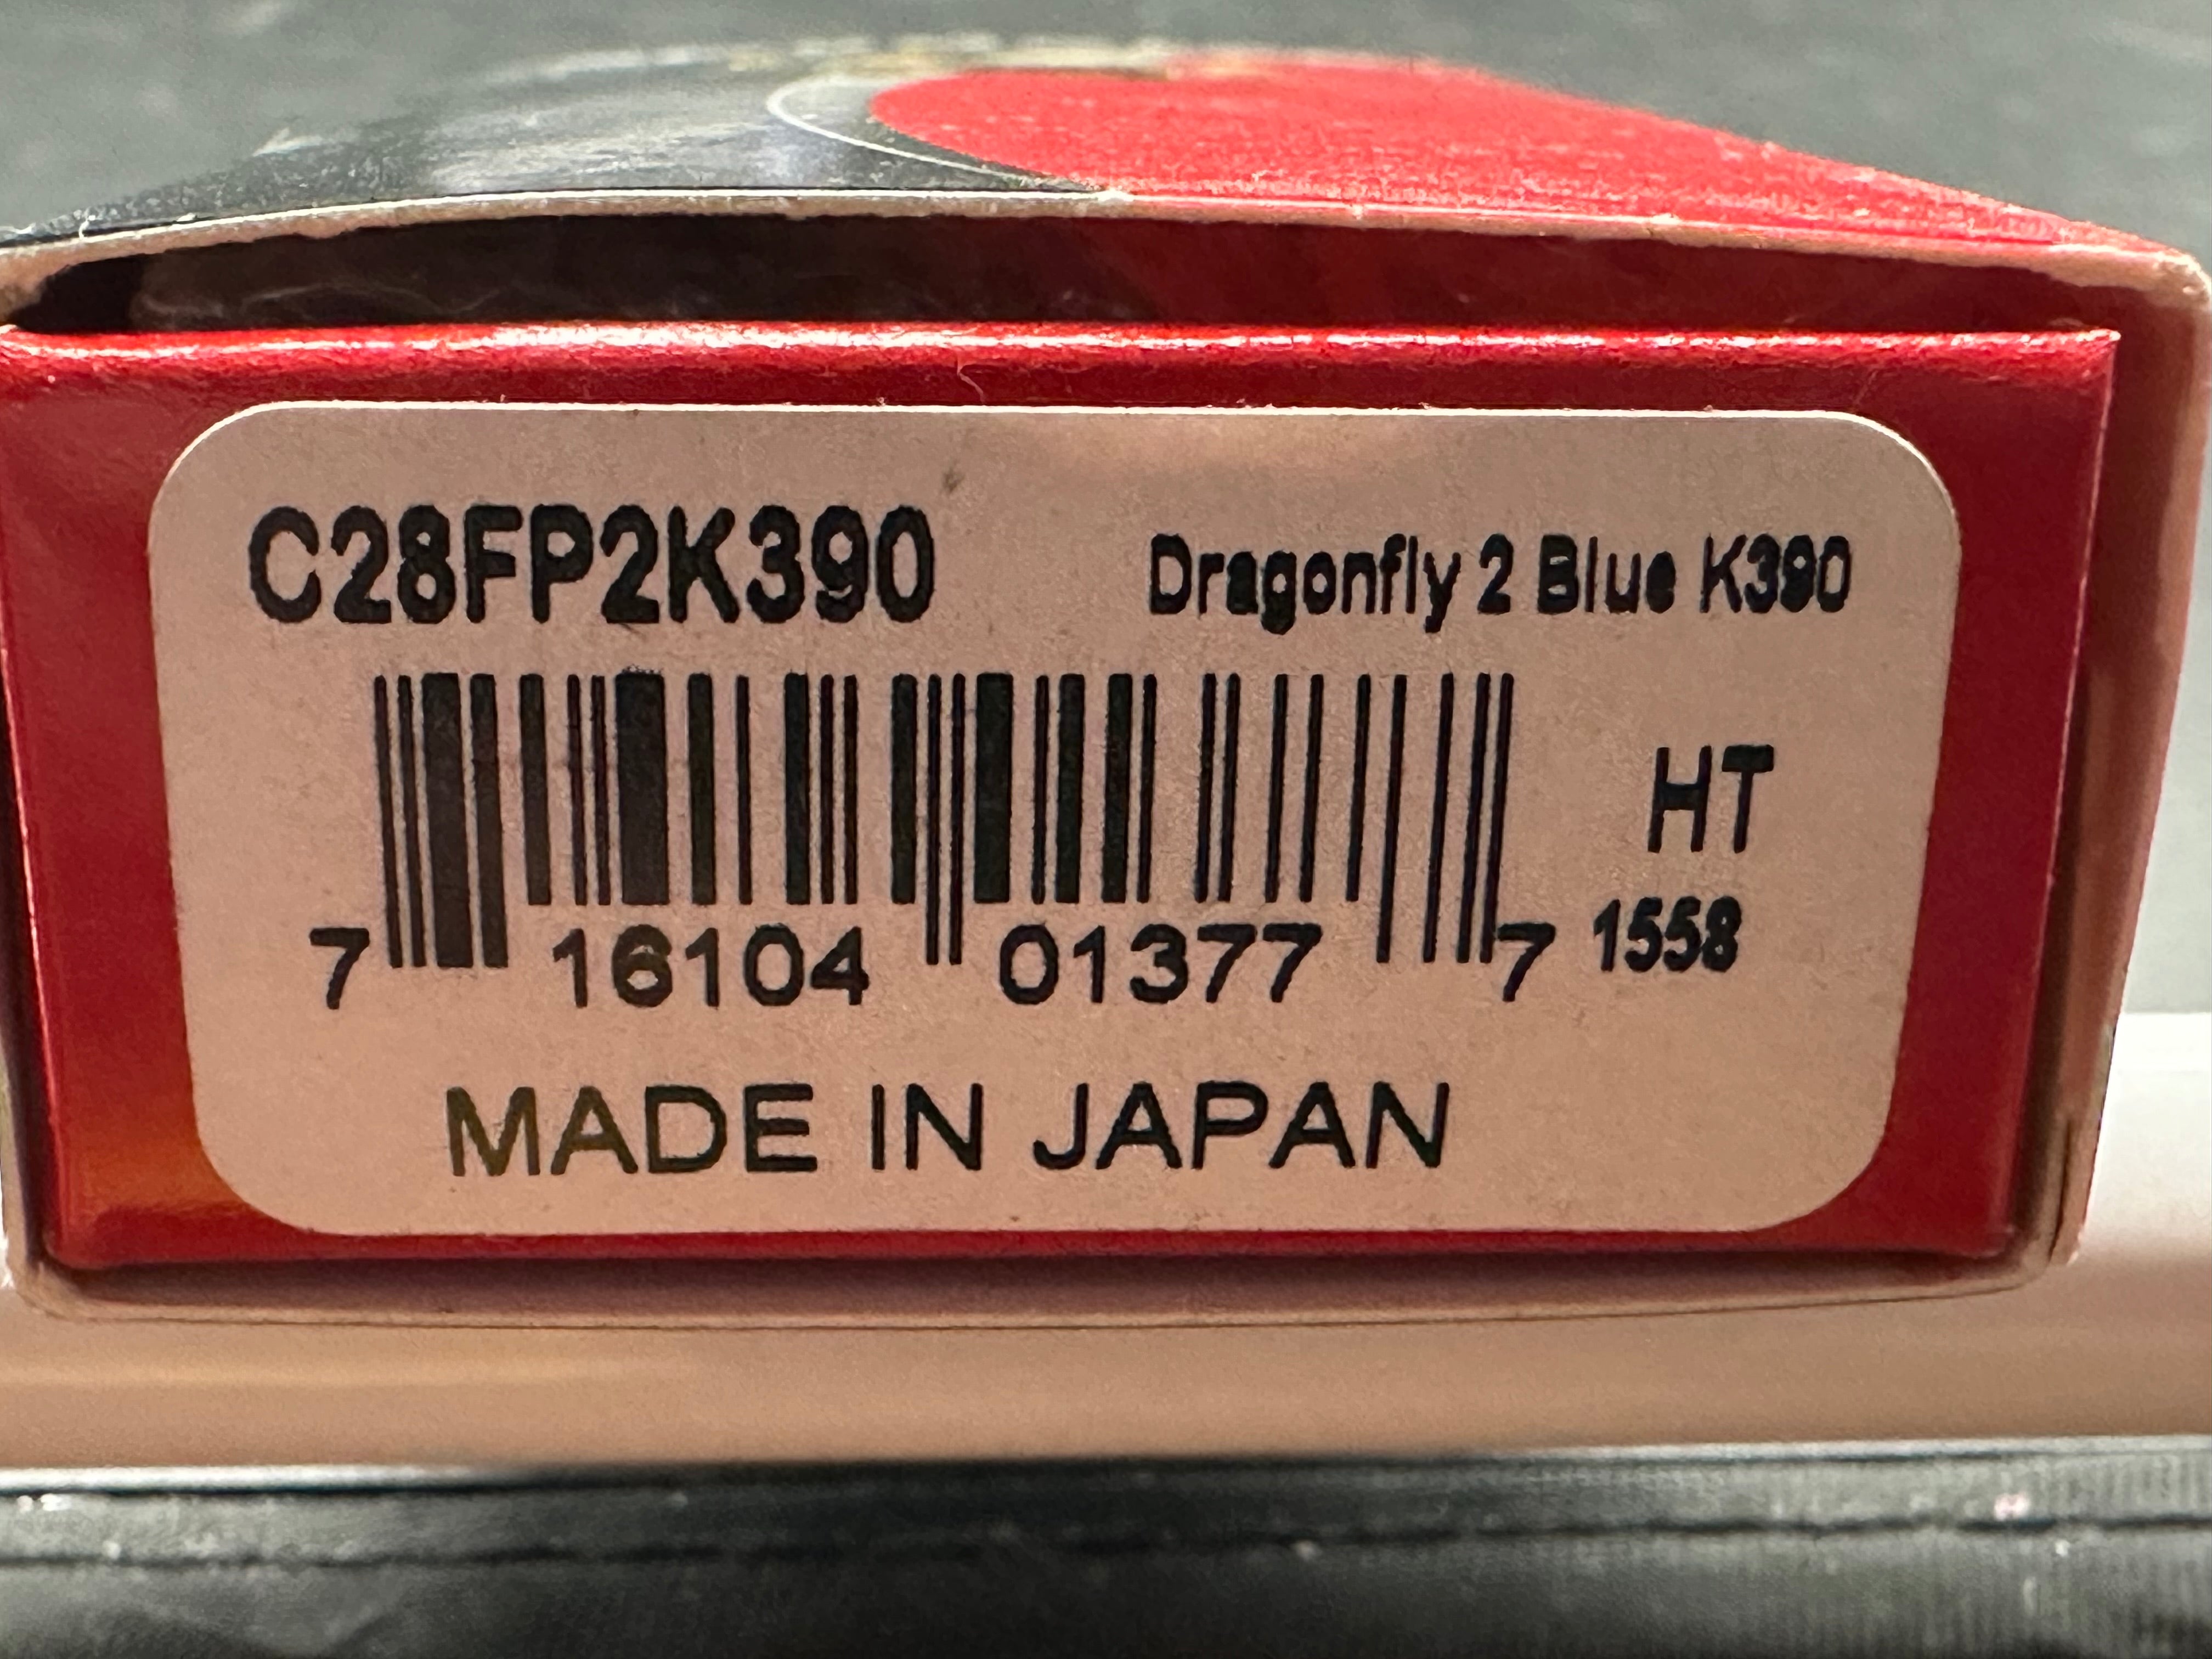 C28FP2K390 Dragonfly 2 Blue K390
HT
7 16104 01377 7 1558
MADE IN JAPAN